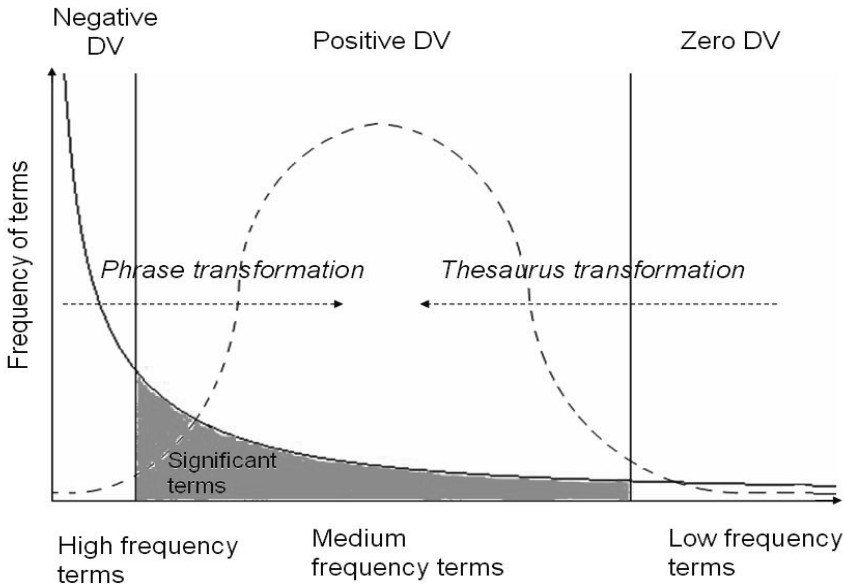 Negative
DV
Positive DV
Zero DV
Frequency of terms
Phrase transformation
Thesaurus transformation
Significant
terms
High frequency
terms
Medium
frequency terms
Low frequency
terms